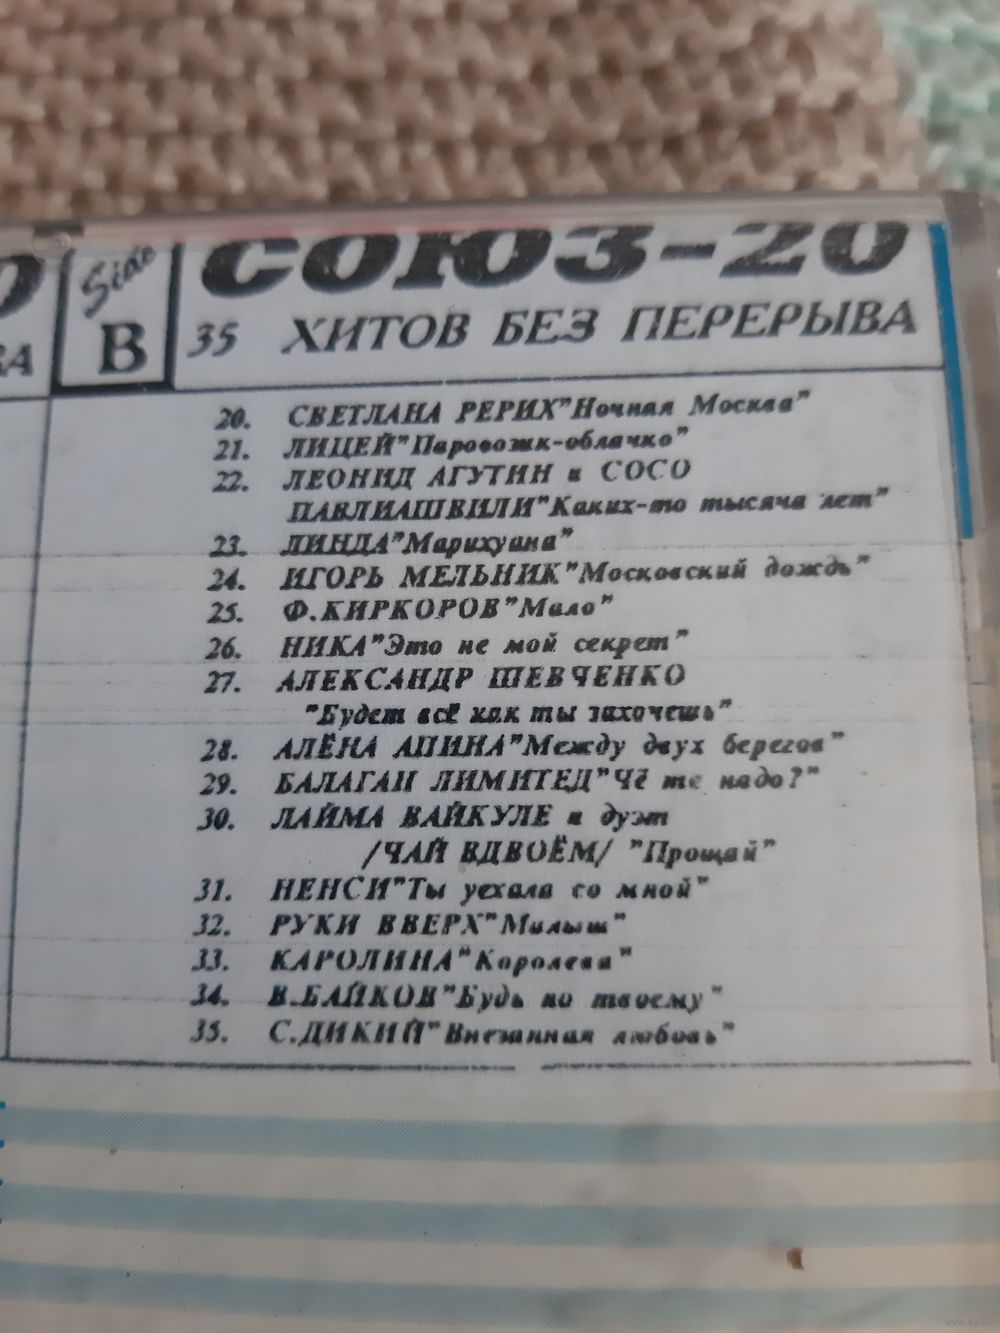 Side
B
СОЮЗ-20
35 ХИТОВ БЕЗ ПЕРЕРЫВА
20. СВЕТЛАНА РЕРИХ"Ночная Москва"
21. ЛИЦЕЙ"Паровозик-облачко"
22. ЛЕОНИД АГУТИН и СОСО
ПАВЛИАШВИЛИ"Каких-то тысяча лет"
23. ЛИНДА"Марихуана"
24. ИГОРЬ МЕЛЬНИК"Московский дождь"
25. Ф.КИРКОРОВ"Мало"
26. НИКА"Это не мой секрет"
27. АЛЕКСАНДР ШЕВЧЕНКО
"Будет всё как ты захочешь"
28. АЛЁНА АПИНА"Между двух берегов"
29. БАЛАГАН ЛИМИТЕД"Чё те надо?"
30. ЛАЙМА ВАЙКУЛЕ и дуэт
/ЧАЙ ВДВОЁМ/ "Прощай"
31. НЕНСИ"Ты уехала со мной"
32. РУКИ ВВЕРХ"Малыш"
33. КАРОЛИНА"Королева"
34. В.БАЙКОВ"Будь по твоему"
35. С.ДИКИЙ"Внезапная любовь"